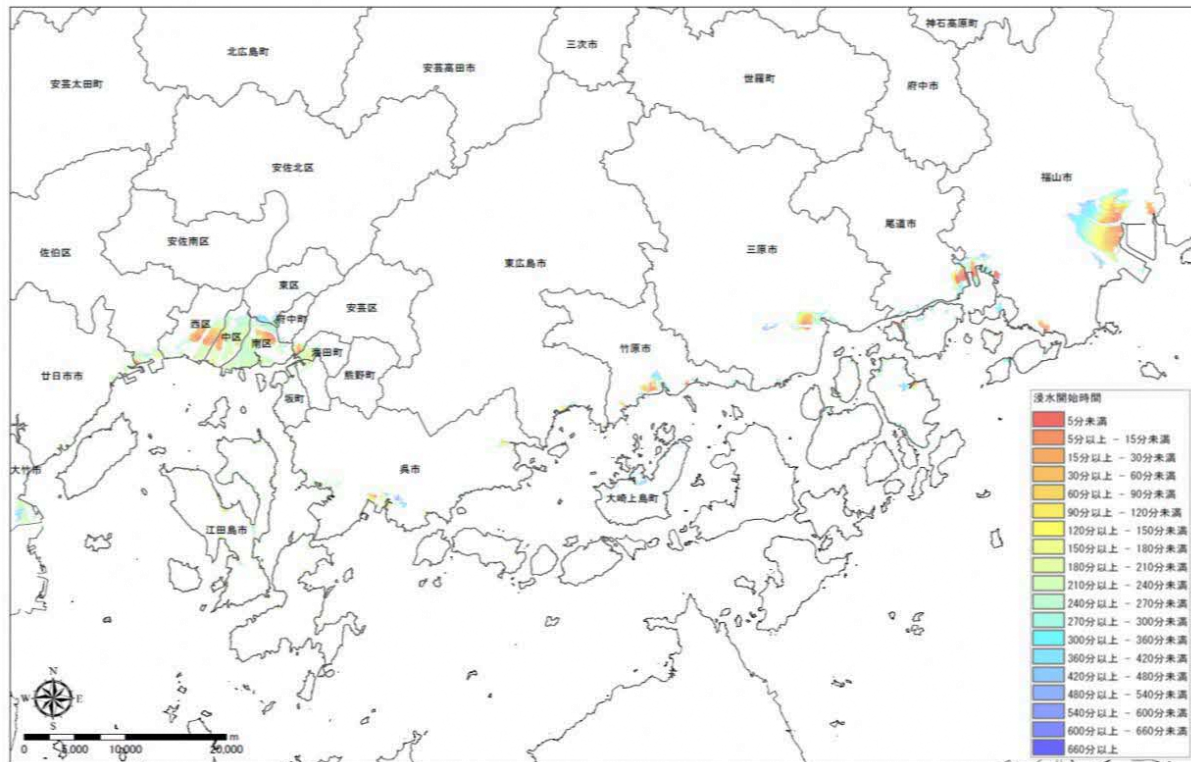 神石高原町
三次市
北広島町
安芸高田市
世羅町
府中市
安芸太田町
安佐北区
福山市
尾道市
安佐南区
佐伯区
三原市
東広島市
東区
安芸区
府中町
西区
中区
南区
海田町
竹原市
熊野町
廿日市市
坂町
大竹市
呉市
大崎上島町
江田島市
浸水開始時間
5分未満
5分以上 - 15分未満
15分以上 - 30分未満
30分以上 - 60分未満
60分以上 - 90分未満
90分以上 - 120分未満
120分以上 - 150分未満
150分以上 - 180分未満
180分以上 - 210分未満
210分以上 - 240分未満
240分以上 - 270分未満
270分以上 - 300分未満
300分以上 - 360分未満
360分以上 - 420分未満
420分以上 - 480分未満
480分以上 - 540分未満
540分以上 - 600分未満
600分以上 - 660分未満
660分以上
N
W E
S
m
0 5,000 10,000 20,000